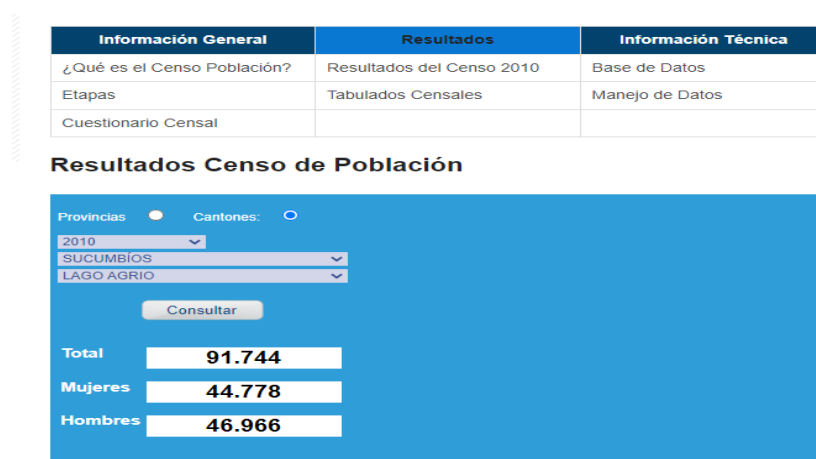 Información General Resultados Información Técnica
¿Qué es el Censo Población? Resultados del Censo 2010 Base de Datos
Etapas Tabulados Censales Manejo de Datos
Cuestionario Censal
Resultados Censo de Población
Provincias Cantones:
2010
SUCUMBÍOS
LAGO AGRIO
Consultar
Total 91.744
Mujeres 44.778
Hombres 46.966